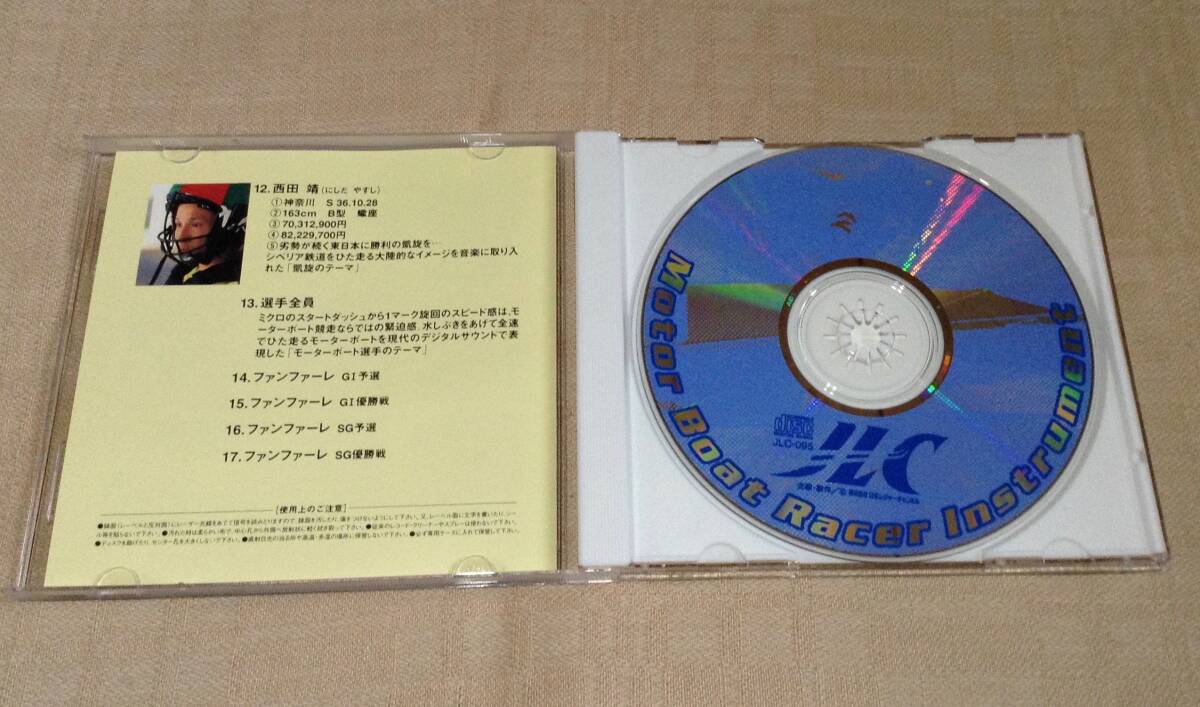 12. 西田 靖 (にしだ やすし)
①神奈川 S 36.10.28
②163cm B型 蠍座
③70,312,900円
④82,229,700円
⑤劣勢が続く東日本に勝利の凱旋を…
シベリア鉄道をひた走る大陸的なイメージを音楽に取り入
れた「凱旋のテーマ」
13. 選手全員
ミクロのスタートダッシュから1マーク旋回のスピード感は、モ
ーターボート競走ならではの緊迫感。水しぶきをあげて全速
でひた走るモーターボートを現代のデジタルサウンドで表
現した「モーターボート選手のテーマ」
14. ファンファーレ GI予選
15. ファンファーレ GI優勝戦
16. ファンファーレ SG予選
17. ファンファーレ SG優勝戦
[使用上のご注意]
Motor Boat Racer Instrument
disc
JLC-095
JLC